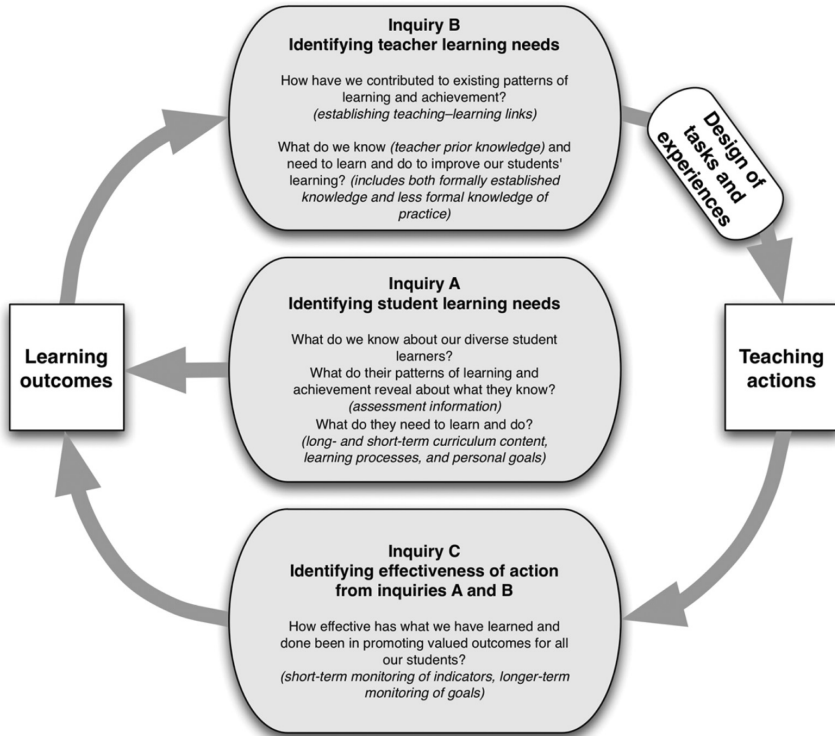 Inquiry B
Identifying teacher learning needs
How have we contributed to existing patterns of
learning and achievement?
(establishing teaching–learning links)
What do we know (teacher prior knowledge) and
need to learn and do to improve our students'
learning? (includes both formally established
knowledge and less formal knowledge of
practice)
Design of
tasks and
experiences
Inquiry A
Identifying student learning needs
What do we know about our diverse student
learners?
What do their patterns of learning and
achievement reveal about what they know?
(assessment information)
What do they need to learn and do?
(long- and short-term curriculum content,
learning processes, and personal goals)
Learning
outcomes
Teaching
actions
Inquiry C
Identifying effectiveness of action
from inquiries A and B
How effective has what we have learned and
done been in promoting valued outcomes for all
our students?
(short-term monitoring of indicators, longer-term
monitoring of goals)